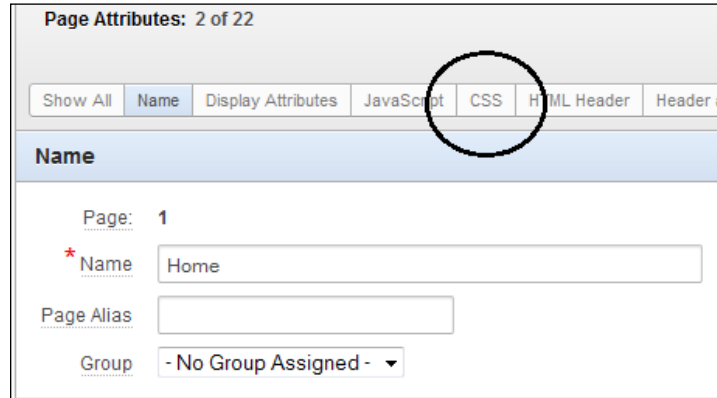 Page Attributes: 2 of 22
Show All Name Display Attributes JavaScript CSS HTML Header Header
Name
Page: 1
* Name Home
Page Alias
Group - No Group Assigned -